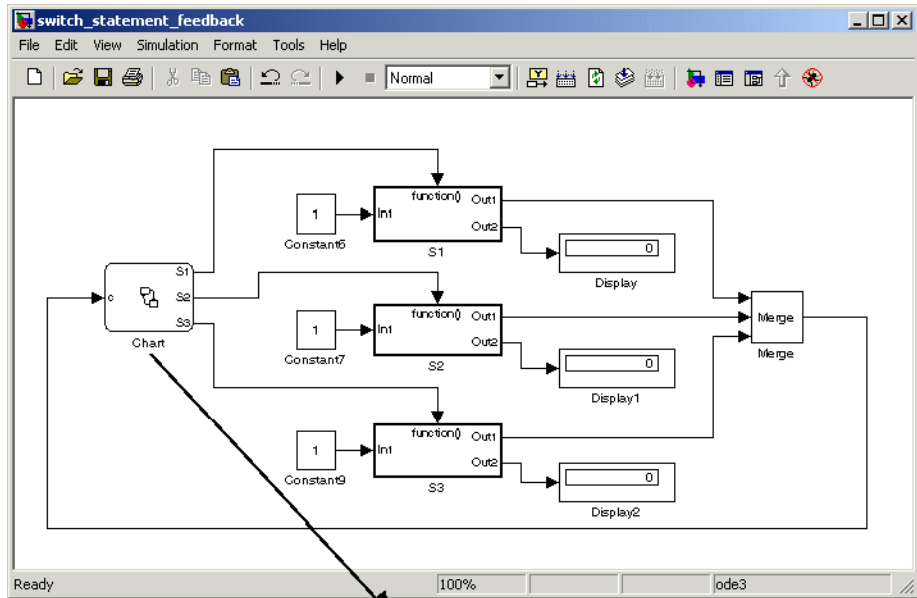 switch_statement_feedback
File Edit View Simulation Format Tools Help
Normal
function()
In1
Out1
Out2
S1
1
Constant6
0
Display
c
S1
S2
S3
Chart
function()
In1
Out1
Out2
S2
1
Constant7
0
Display1
Merge
Merge
function()
In1
Out1
Out2
S3
1
Constant9
0
Display2
Ready 100% ode3